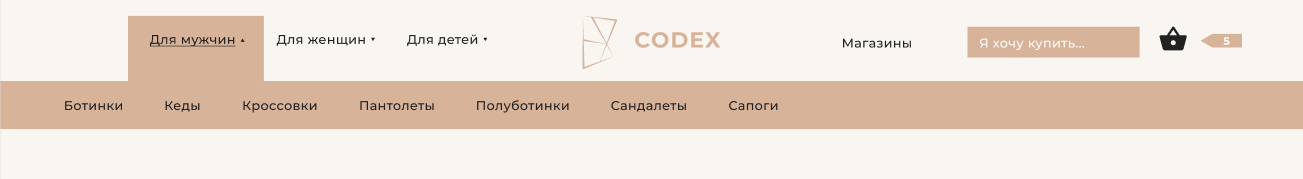 Для мужчин ▴ Для женщин ▾ Для детей ▾ CODEX Магазины Я хочу купить... 5
Ботинки Кеды Кроссовки Пантолеты Полуботинки Сандалеты Сапоги